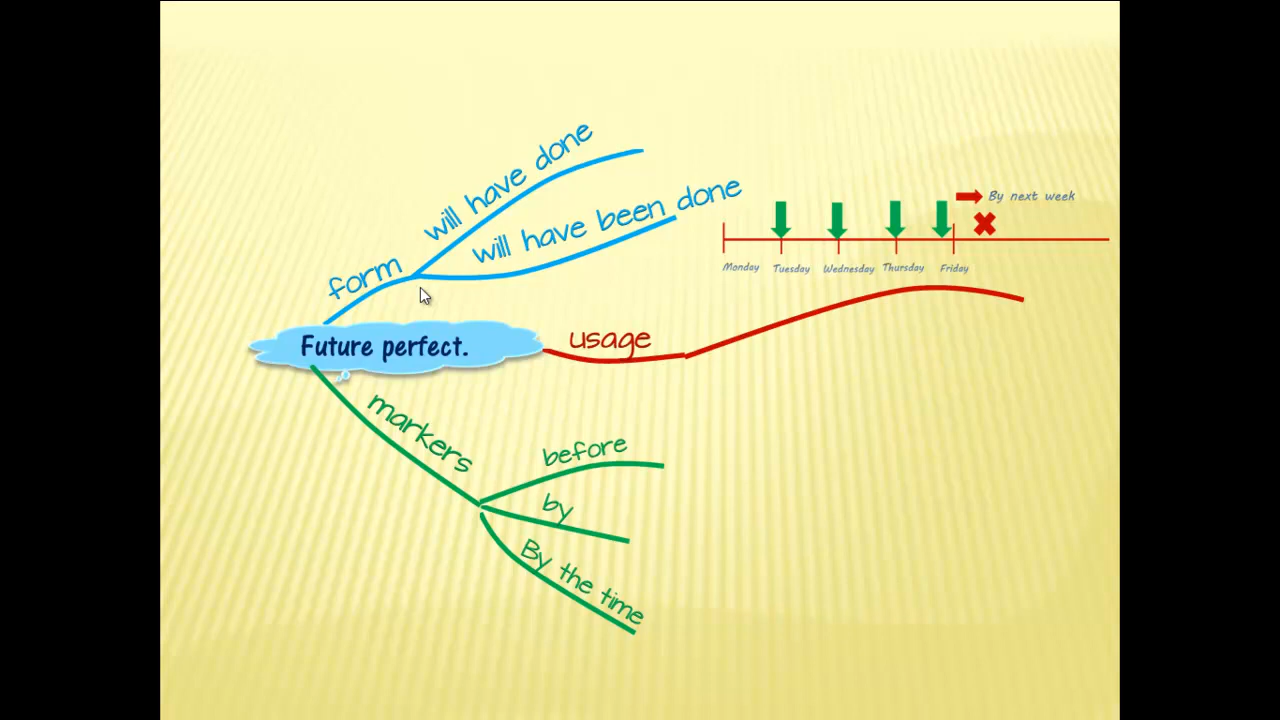 will have done
will have been done
form
Future perfect.
usage
By next week
Monday Tuesday Wednesday Thursday Friday
markers
before
by
By the time